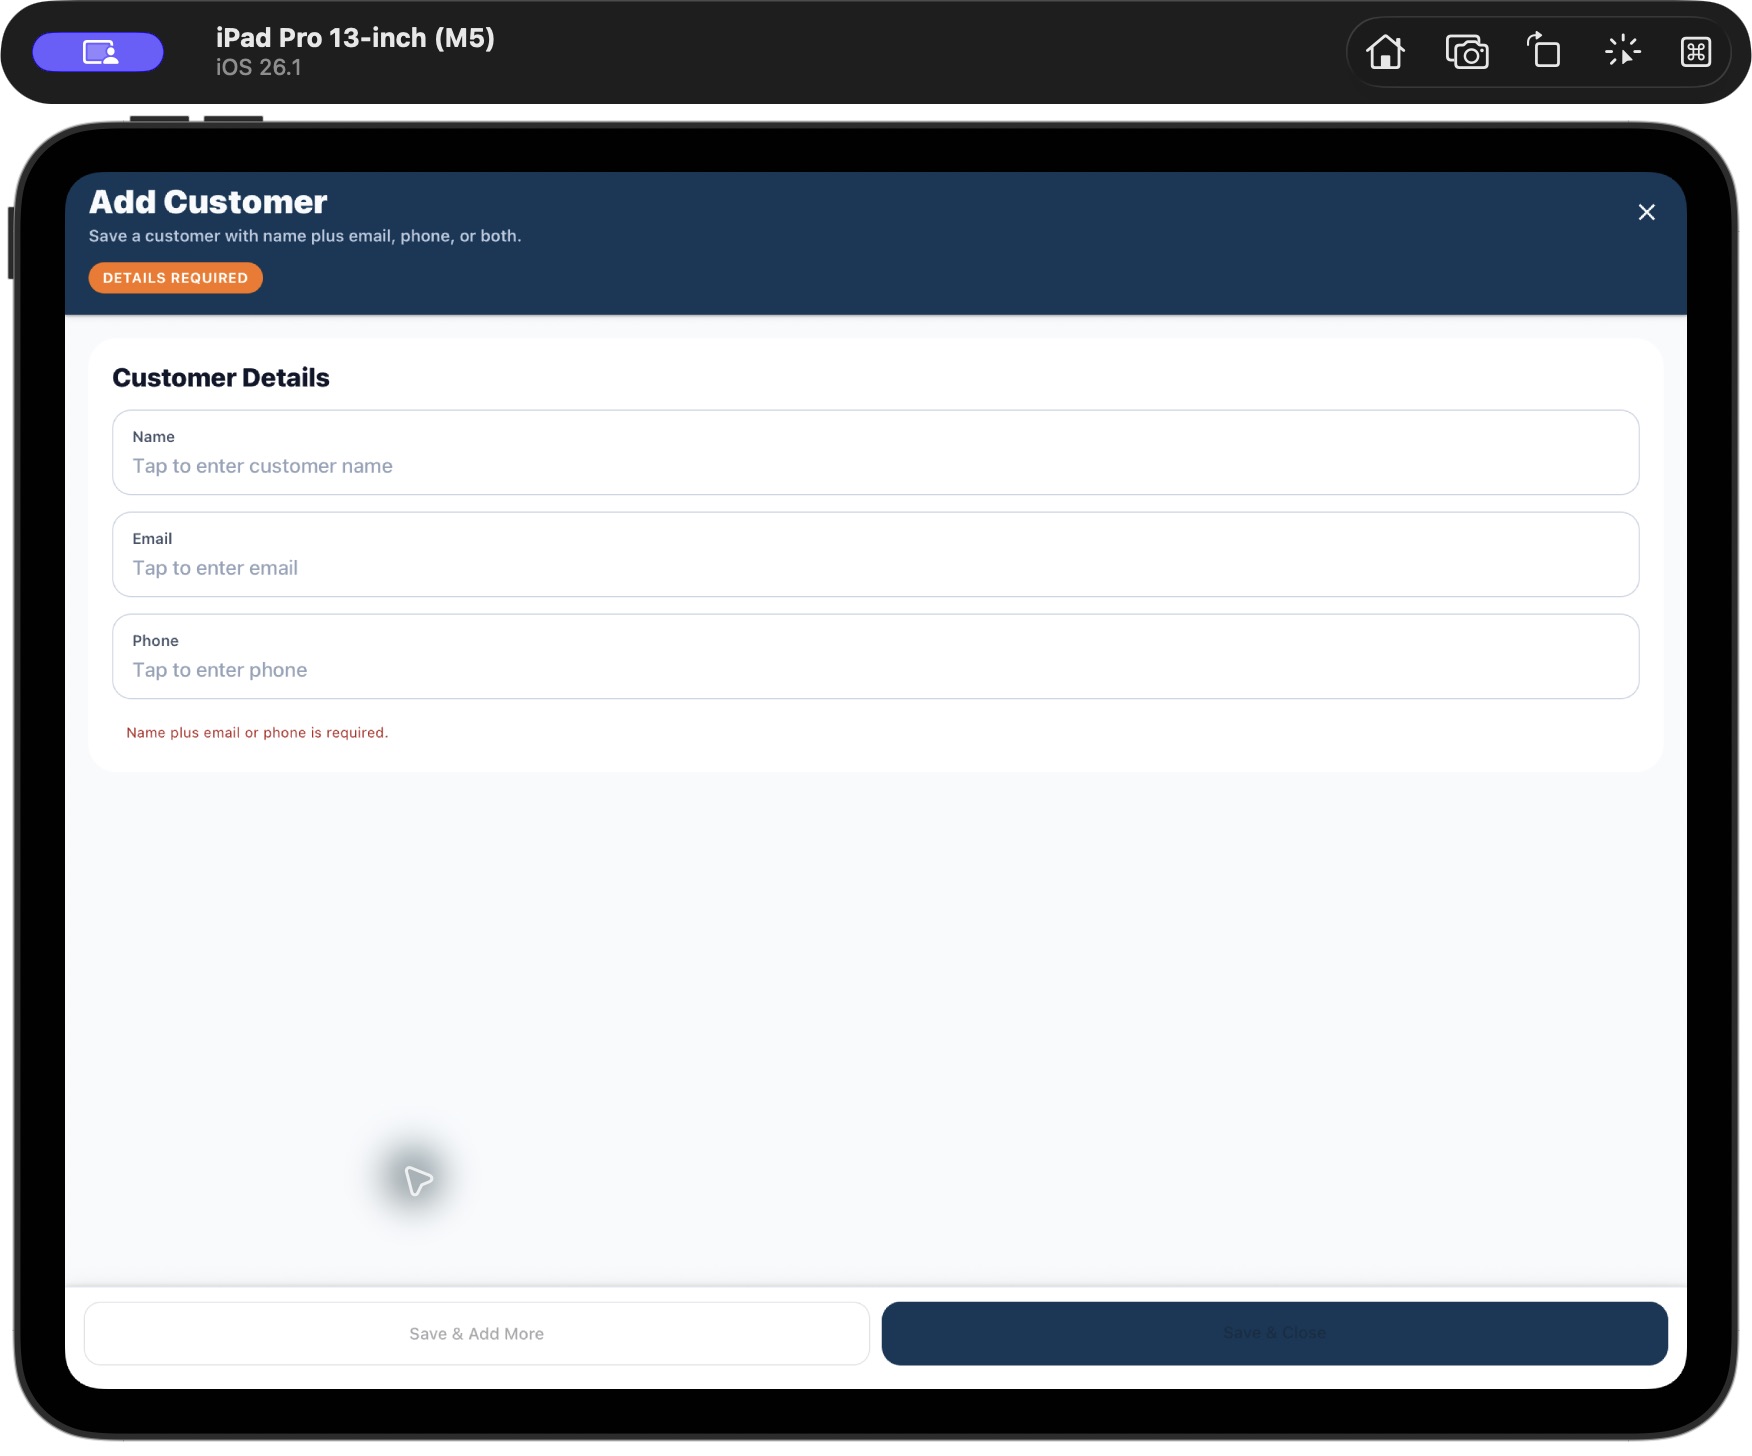 iPad Pro 13-inch (M5)
iOS 26.1
Add Customer
Save a customer with name plus email, phone, or both.
DETAILS REQUIRED
Customer Details
Name
Tap to enter customer name
Email
Tap to enter email
Phone
Tap to enter phone
Name plus email or phone is required.
Save & Add More
Save & Close